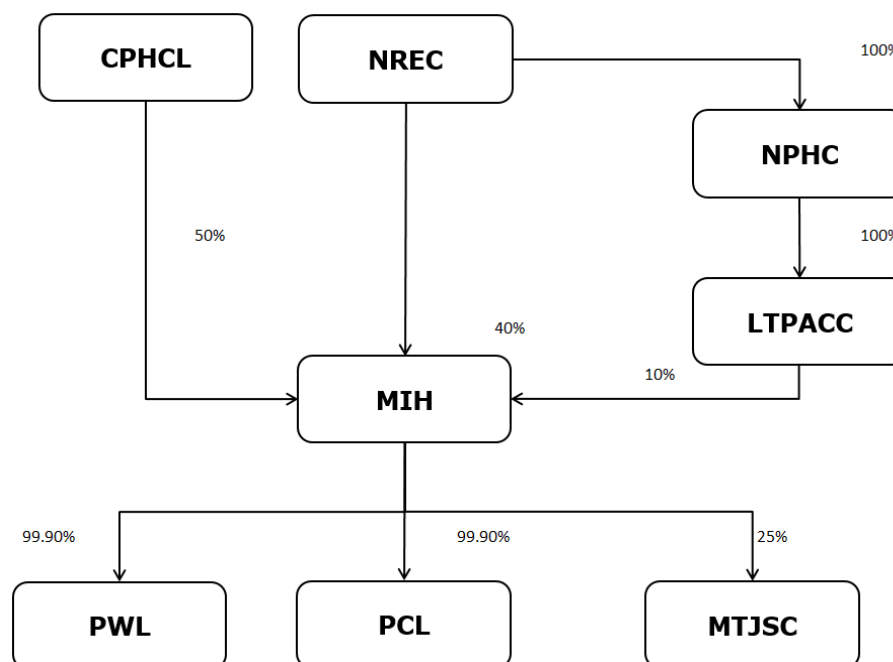 CPHCL
NREC
100%
NPHC
50%
100%
LTPACC
40%
10%
MIH
99.90%
99.90%
25%
PWL
PCL
MTJSC